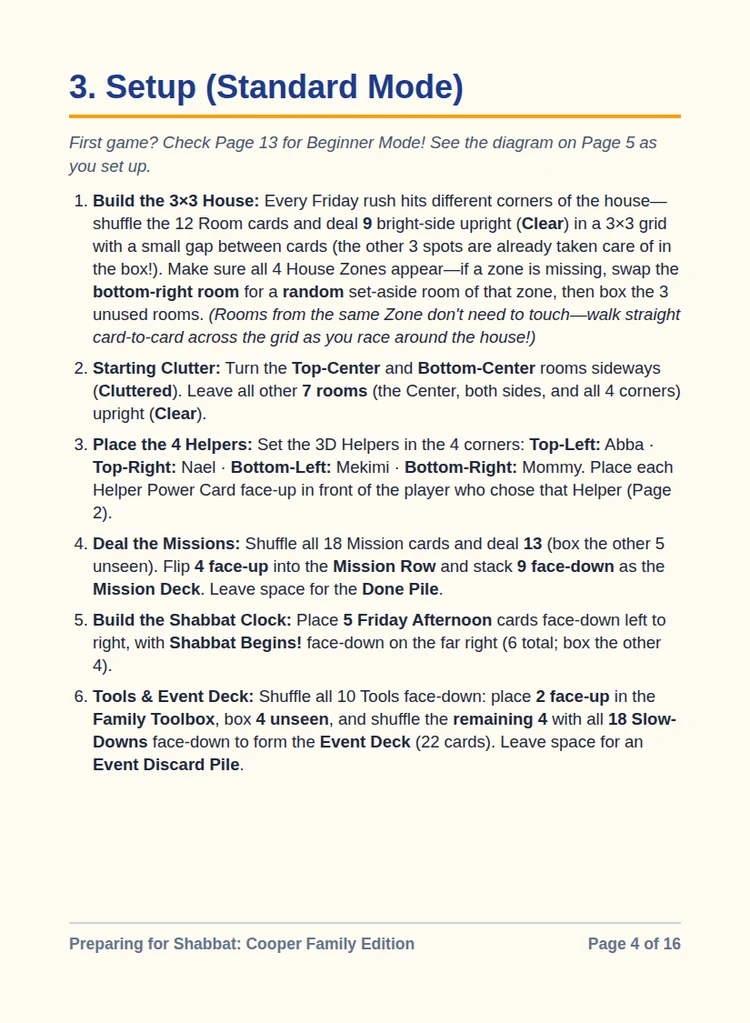 3. Setup (Standard Mode)
First game? Check Page 13 for Beginner Mode! See the diagram on Page 5 as
you set up.
1. Build the 3×3 House: Every Friday rush hits different corners of the house—
shuffle the 12 Room cards and deal 9 bright-side upright (Clear) in a 3×3 grid
with a small gap between cards (the other 3 spots are already taken care of in
the box!). Make sure all 4 House Zones appear—if a zone is missing, swap the
bottom-right room for a random set-aside room of that zone, then box the 3
unused rooms. (Rooms from the same Zone don't need to touch—walk straight
card-to-card across the grid as you race around the house!)
2. Starting Clutter: Turn the Top-Center and Bottom-Center rooms sideways
(Cluttered). Leave all other 7 rooms (the Center, both sides, and all 4 corners)
upright (Clear).
3. Place the 4 Helpers: Set the 3D Helpers in the 4 corners: Top-Left: Abba ·
Top-Right: Nael · Bottom-Left: Mekimi · Bottom-Right: Mommy. Place each
Helper Power Card face-up in front of the player who chose that Helper (Page
2).
4. Deal the Missions: Shuffle all 18 Mission cards and deal 13 (box the other 5
unseen). Flip 4 face-up into the Mission Row and stack 9 face-down as the
Mission Deck. Leave space for the Done Pile.
5. Build the Shabbat Clock: Place 5 Friday Afternoon cards face-down left to
right, with Shabbat Begins! face-down on the far right (6 total; box the other
4).
6. Tools & Event Deck: Shuffle all 10 Tools face-down: place 2 face-up in the
Family Toolbox, box 4 unseen, and shuffle the remaining 4 with all 18 Slow-
Downs face-down to form the Event Deck (22 cards). Leave space for an
Event Discard Pile.
Preparing for Shabbat: Cooper Family Edition
Page 4 of 16